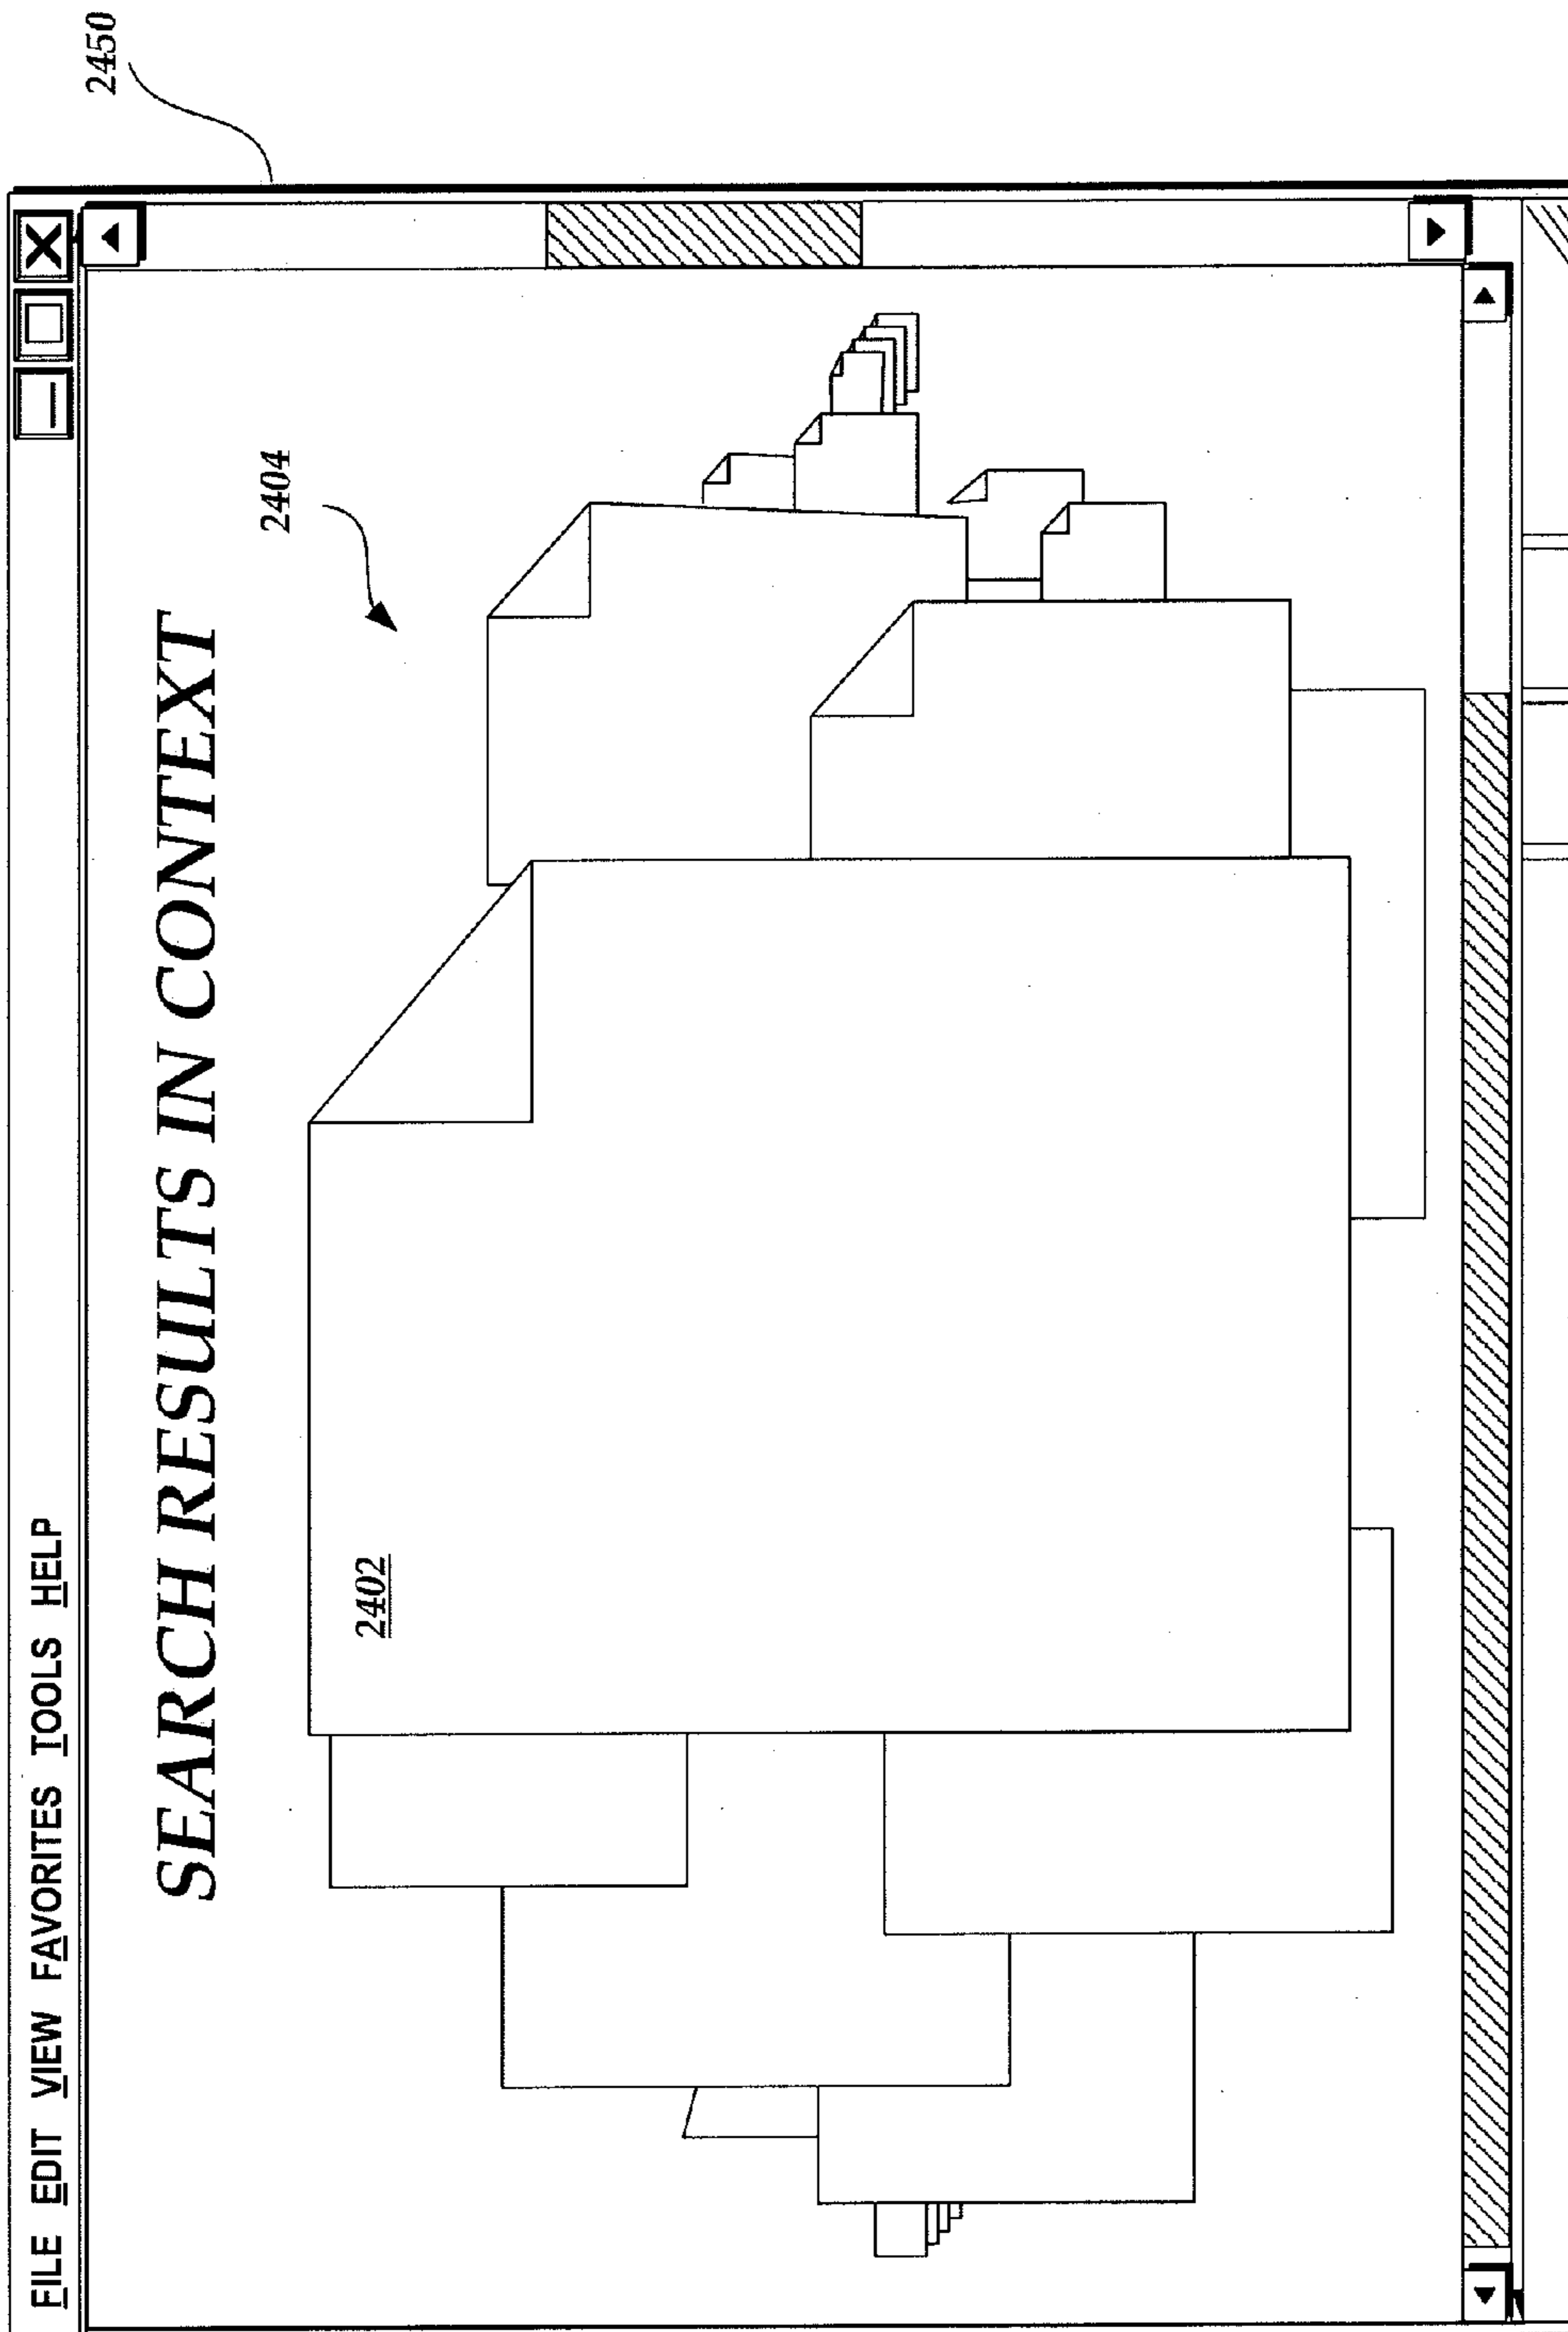 2450
FILE EDIT VIEW FAVORITES TOOLS HELP
SEARCH RESULTS IN CONTEXT
2404
2402